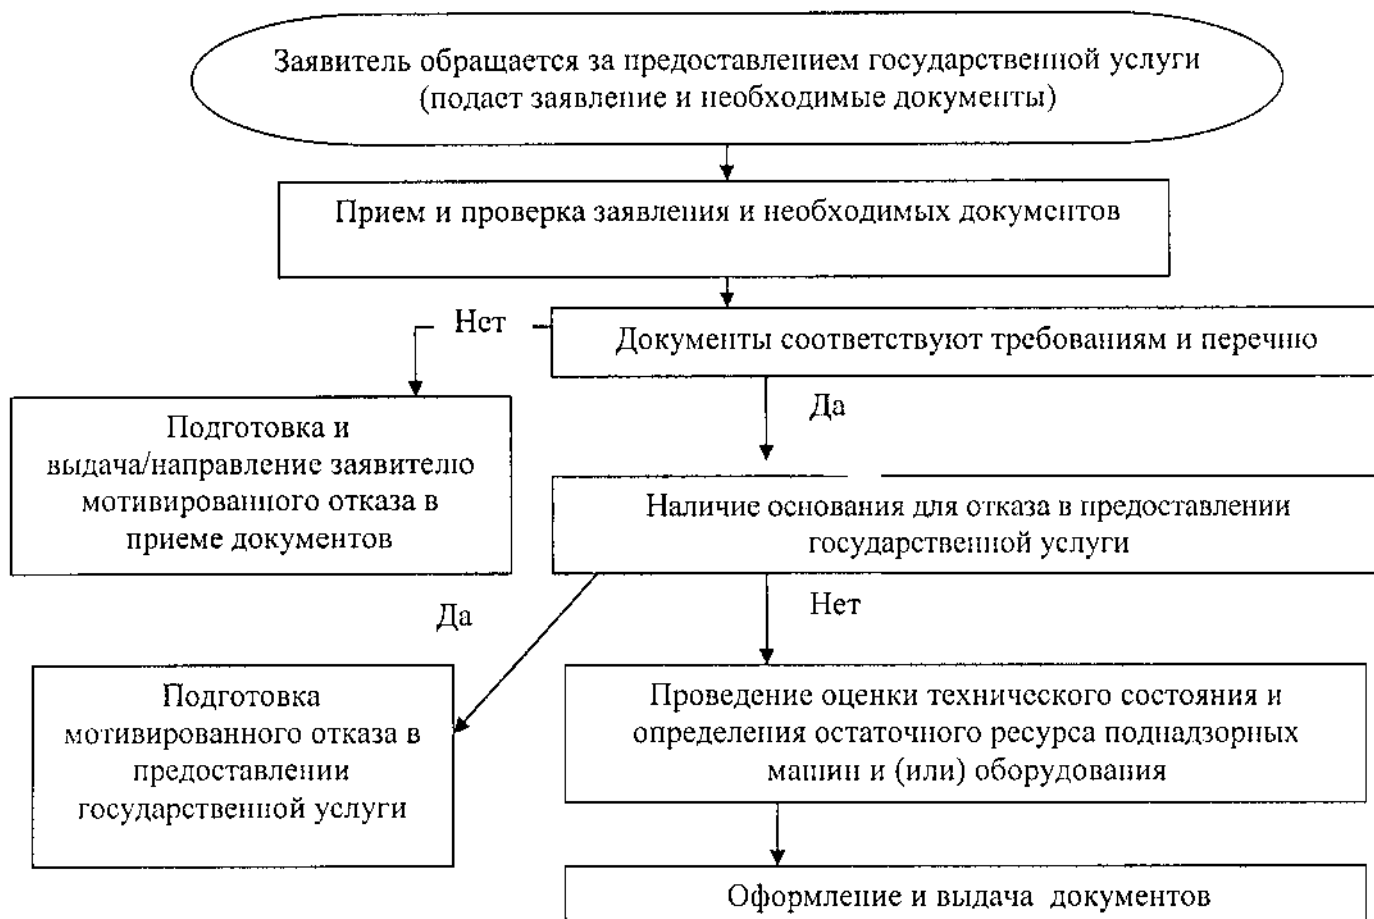 Заявитель обращается за предоставлением государственной услуги
(подаст заявление и необходимые документы)
Прием и проверка заявления и необходимых документов
Нет
Документы соответствуют требованиям и перечню
Да
Подготовка и
выдача/направление заявителю
мотивированного отказа в
приеме документов
Наличие основания для отказа в предоставлении
государственной услуги
Да
Нет
Подготовка
мотивированного отказа в
предоставлении
государственной услуги
Проведение оценки технического состояния и
определения остаточного ресурса поднадзорных
машин и (или) оборудования
Оформление и выдача документов